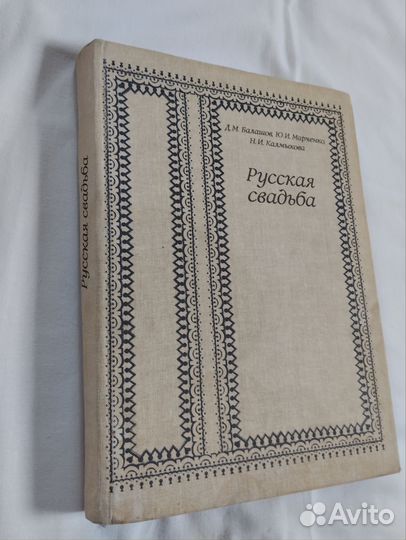 Д.М. Балашов, Ю.И. Марченко,
Н.И. Калмыкова
Русская
свадьба
Русская свадьба
Avito